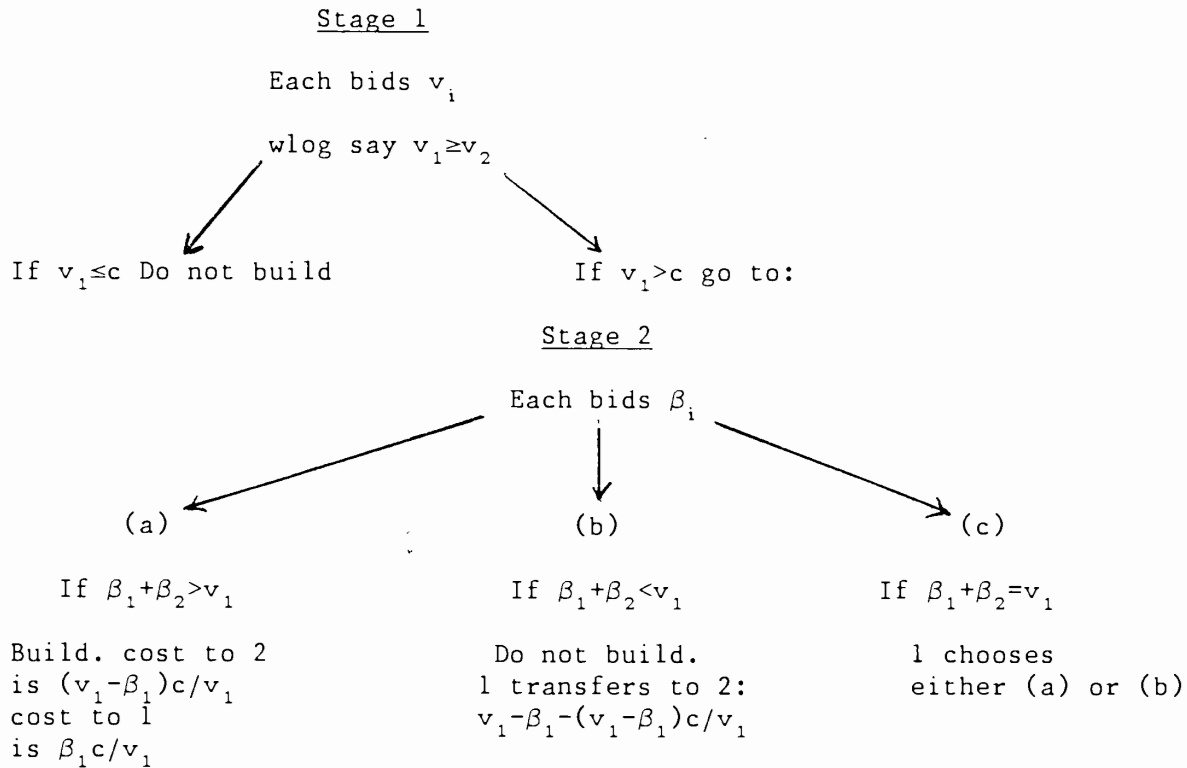 Stage 1
Each bids v_i
wlog say v_1≥v_2
If v_1≤c Do not build
If v_1>c go to:
Stage 2
Each bids β_i
(a)
(b)
(c)
If β_1+β_2>v_1
If β_1+β_2<v_1
If β_1+β_2=v_1
Build. cost to 2
is (v_1-β_1)c/v_1
cost to 1
is β_1c/v_1
Do not build.
1 transfers to 2:
v_1-β_1-(v_1-β_1)c/v_1
1 chooses
either (a) or (b)